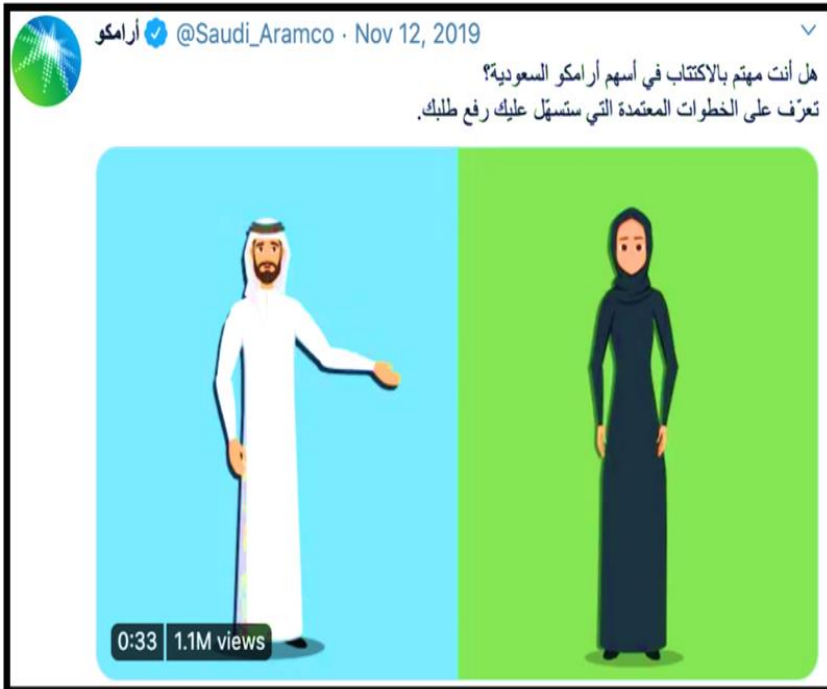 أرامكو @Saudi_Aramco · Nov 12, 2019
هل أنت مهتم بالاكتتاب في أسهم أرامكو السعودية؟
تعرّف على الخطوات المعتمدة التي ستسهّل عليك رفع طلبك.
0:33 1.1M views